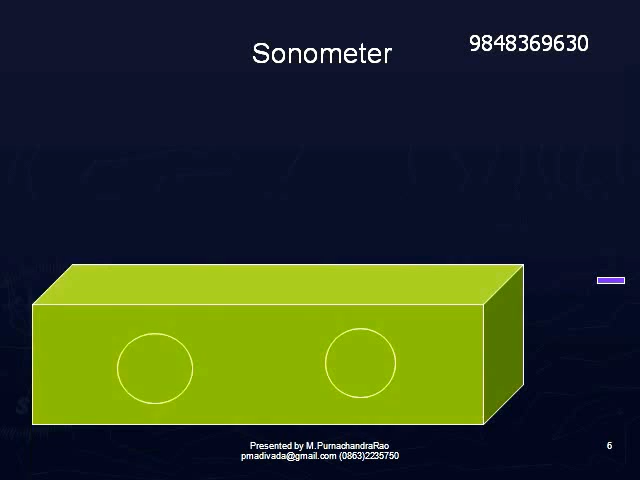 Sonometer
9848369630
Presented by M.PurnachandraRao
pmadivada@gmail.com (0863)2235750
6